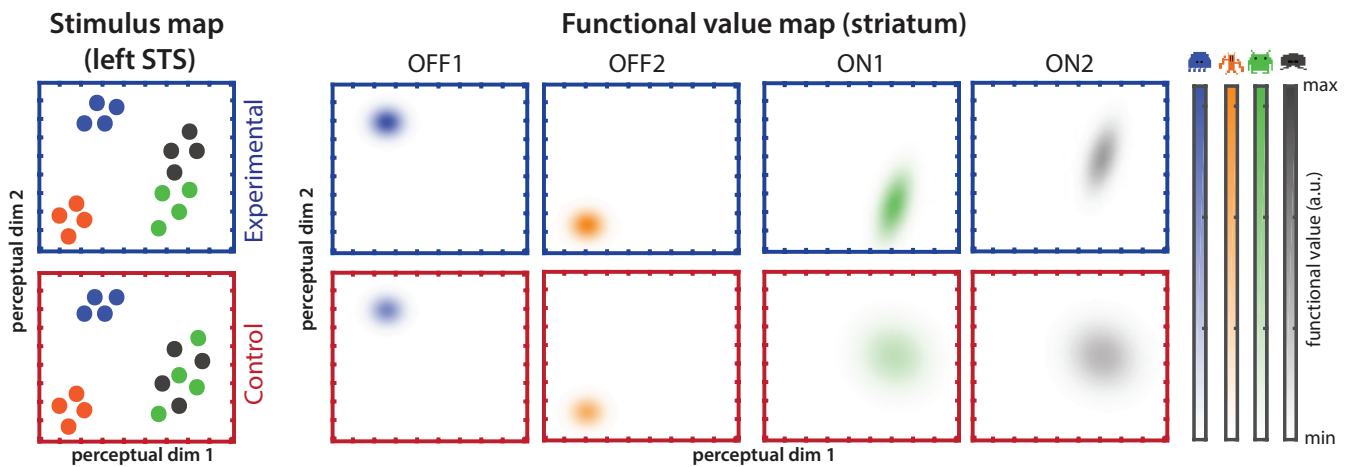 Stimulus map
(left STS)
Functional value map (striatum)
OFF1
OFF2
ON1
ON2
max
Experimental
Control
perceptual dim 2
perceptual dim 2
functional value (a.u.)
min
perceptual dim 1
perceptual dim 1